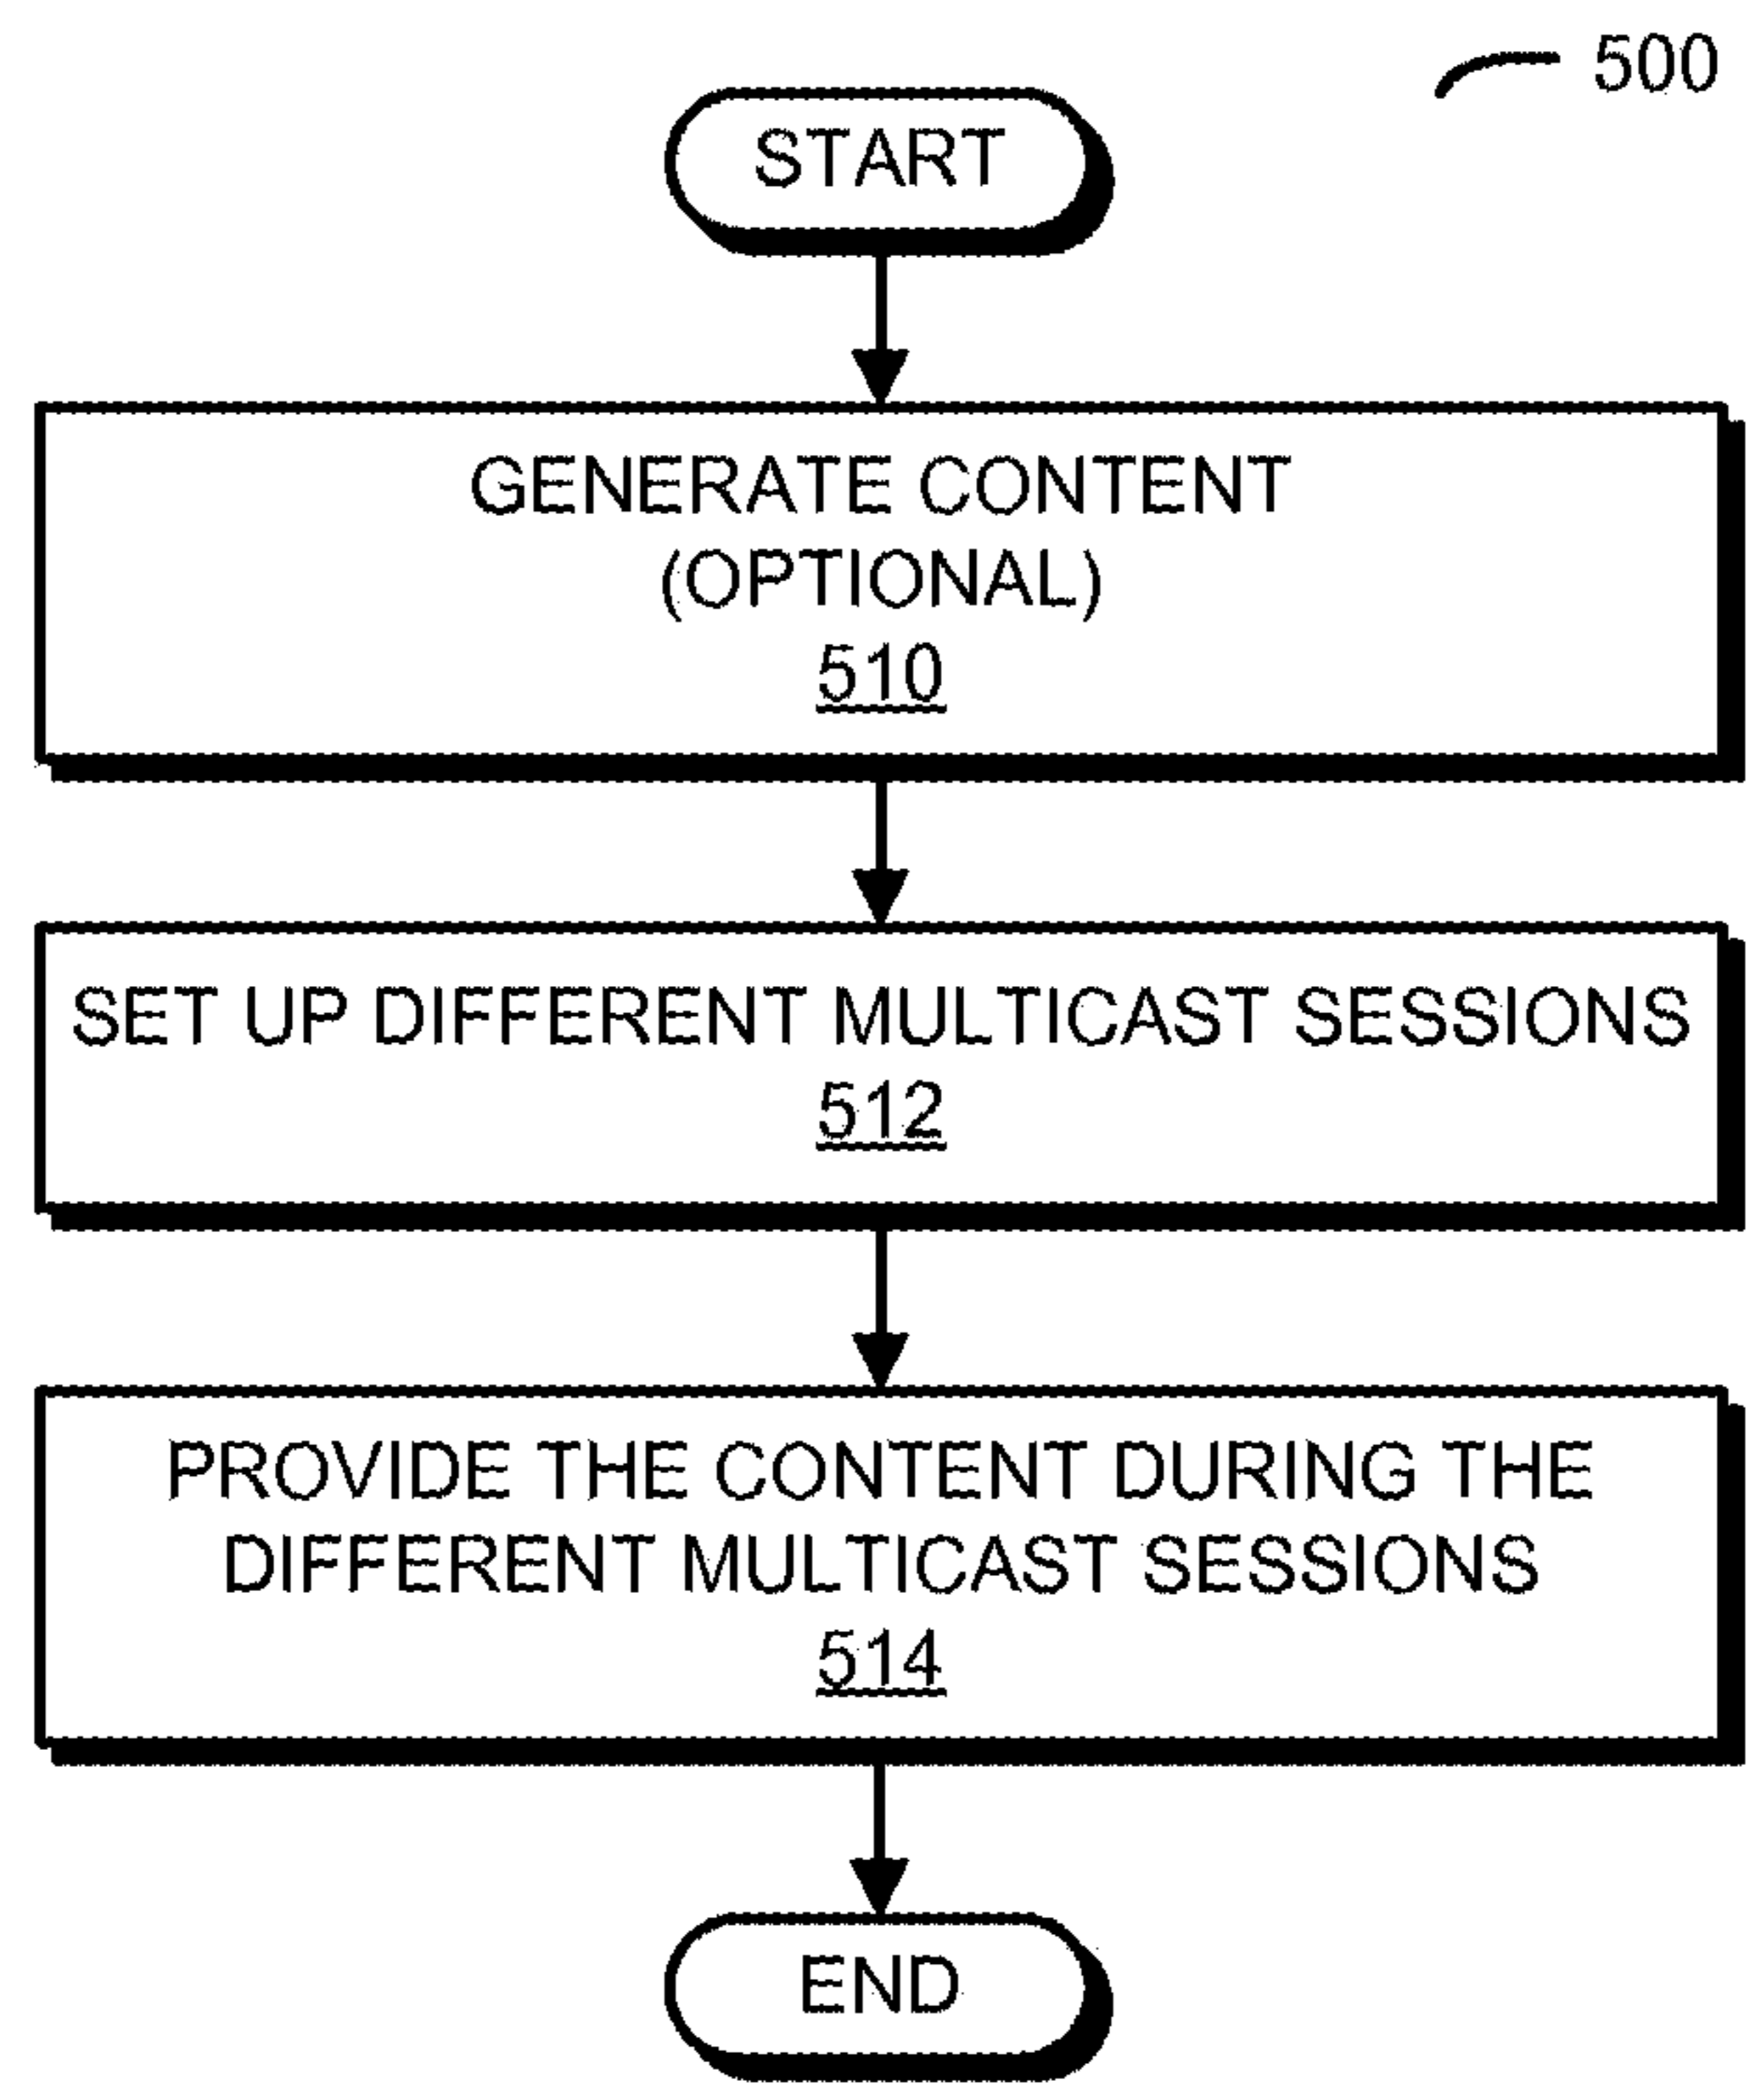 500
START
GENERATE CONTENT
(OPTIONAL)
510
SET UP DIFFERENT MULTICAST SESSIONS
512
PROVIDE THE CONTENT DURING THE
DIFFERENT MULTICAST SESSIONS
514
END